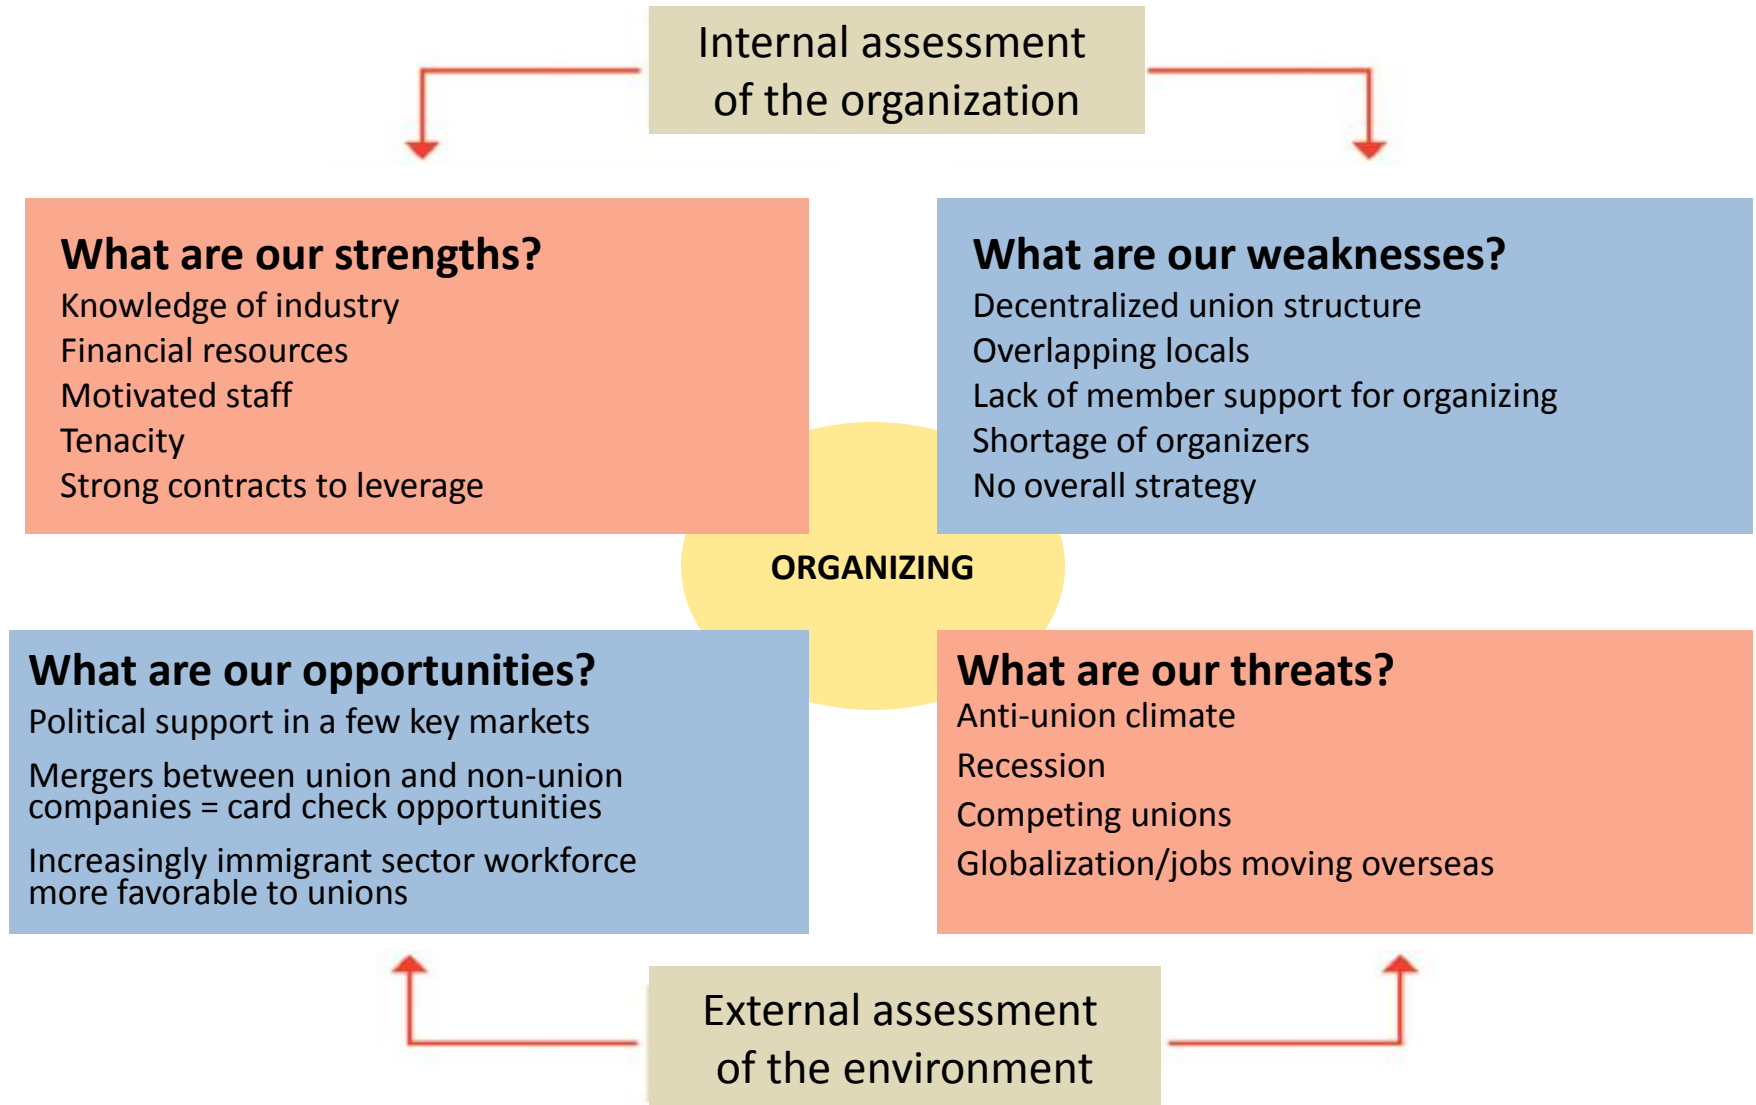 Internal assessment
of the organization
What are our strengths?
Knowledge of industry
Financial resources
Motivated staff
Tenacity
Strong contracts to leverage
What are our weaknesses?
Decentralized union structure
Overlapping locals
Lack of member support for organizing
Shortage of organizers
No overall strategy
ORGANIZING
What are our opportunities?
Political support in a few key markets
Mergers between union and non-union
companies = card check opportunities
Increasingly immigrant sector workforce
more favorable to unions
What are our threats?
Anti-union climate
Recession
Competing unions
Globalization/jobs moving overseas
External assessment
of the environment